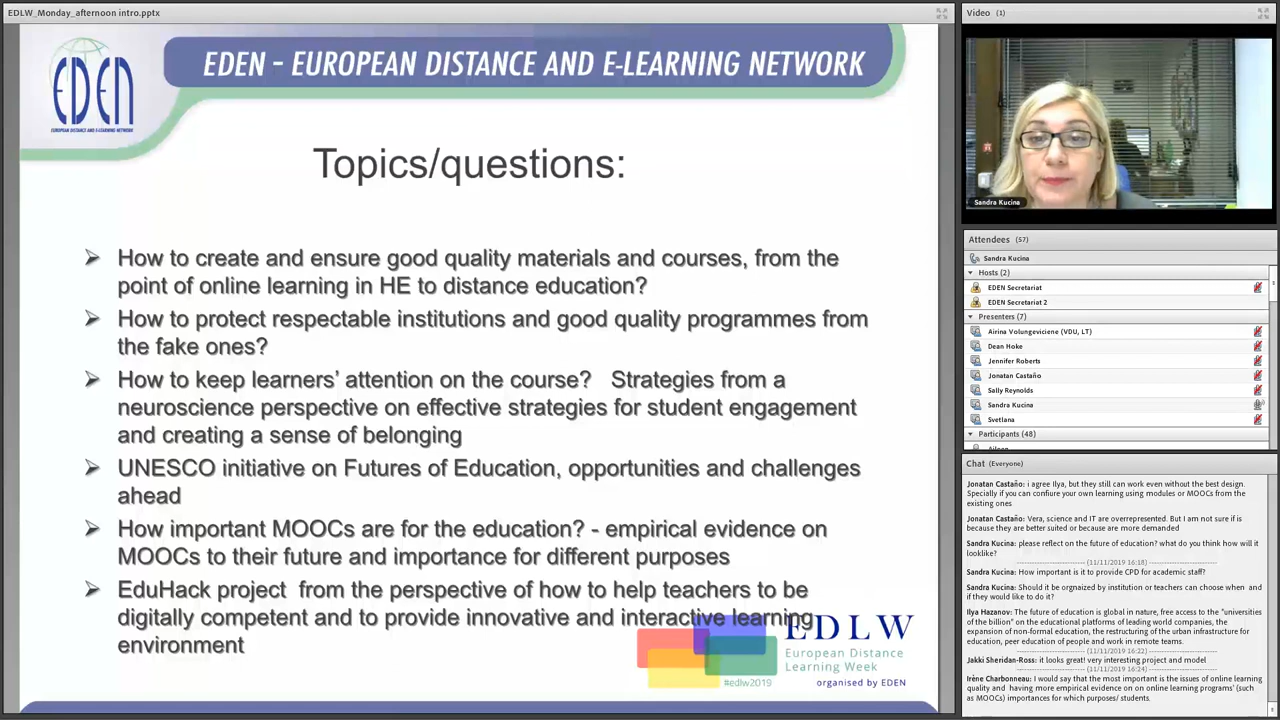 EDLW_Monday_afternoon intro.pptx
EDEN
EUROPEAN DISTANCE AND E-LEARNING NETWORK
EDEN - EUROPEAN DISTANCE AND E-LEARNING NETWORK
Topics/questions:
How to create and ensure good quality materials and courses, from the
point of online learning in HE to distance education?
How to protect respectable institutions and good quality programmes from
the fake ones?
How to keep learners' attention on the course? Strategies from a
neuroscience perspective on effective strategies for student engagement
and creating a sense of belonging
UNESCO initiative on Futures of Education, opportunities and challenges
ahead
How important MOOCs are for the education? - empirical evidence on
MOOCs to their future and importance for different purposes
EduHack project from the perspective of how to help teachers to be
digitally competent and to provide innovative and interactive learning
environment
EDLW
European Distance
Learning Week
#edlw2019
organised by EDEN
Video (1)
Sandra Kucina
Attendees (57)
Sandra Kucina
Hosts (2)
EDEN Secretariat
EDEN Secretariat 2
Presenters (7)
Airina Volungeviciene (VDU, LT)
Dean Hoke
Jennifer Roberts
Jonatan Castaño
Sally Reynolds
Sandra Kucina
Svetlana
Participants (48)
Chat (Everyone)
Jonatan Castaño: i agree Ilya, but they still can work even without the best design.
Specially if you can confiure your own learning using modules or MOOCs from the
existing ones
Jonatan Castaño: Vera, science and IT are overrepresented. But I am not sure if is
because they are better suited or because are more demanded
Sandra Kucina: please reflect on the future of education? what do you think how will it
looklike?
(11/11/2019 16:18)
Sandra Kucina: How important is it to provide CPD for academic staff?
Sandra Kucina: Should it be orgnaized by institution or teachers can choose when and
if they would like to do it?
Ilya Hazanov: The future of education is global in nature, free access to the "universities
of the billion" on the educational platforms of leading world companies, the
expansion of non-formal education, the restructuring of the urban infrastructure for
education, peer education of people and work in remote teams.
(11/11/2019 16:22)
Jakki Sheridan-Ross: it looks great! very interesting project and model
(11/11/2019 16:24)
Irène Charbonneau: I would say that the most important is the issues of online learning
quality and having more empirical evidence on on online learning programs' (such
as MOOCs) importances for which purposes/ students.